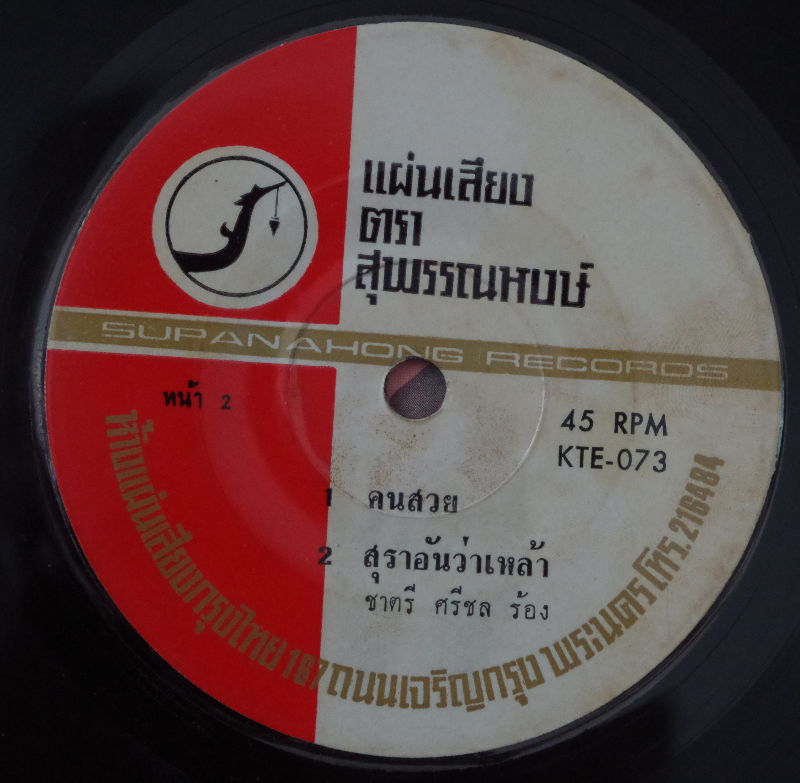 แผ่นเสียง
ตรา
สุพรรณหงษ์
SUPANAHONG RECORDS
หน้า 2
45 RPM
KTE-073
1 คนสวย
2 สุราอันว่าเหล้า
ชาตรี ศรีชล ร้อง
ห้างแผ่นเสียงกรุงไทย 167 ถนนเจริญกรุง พระนคร โทร. 216484